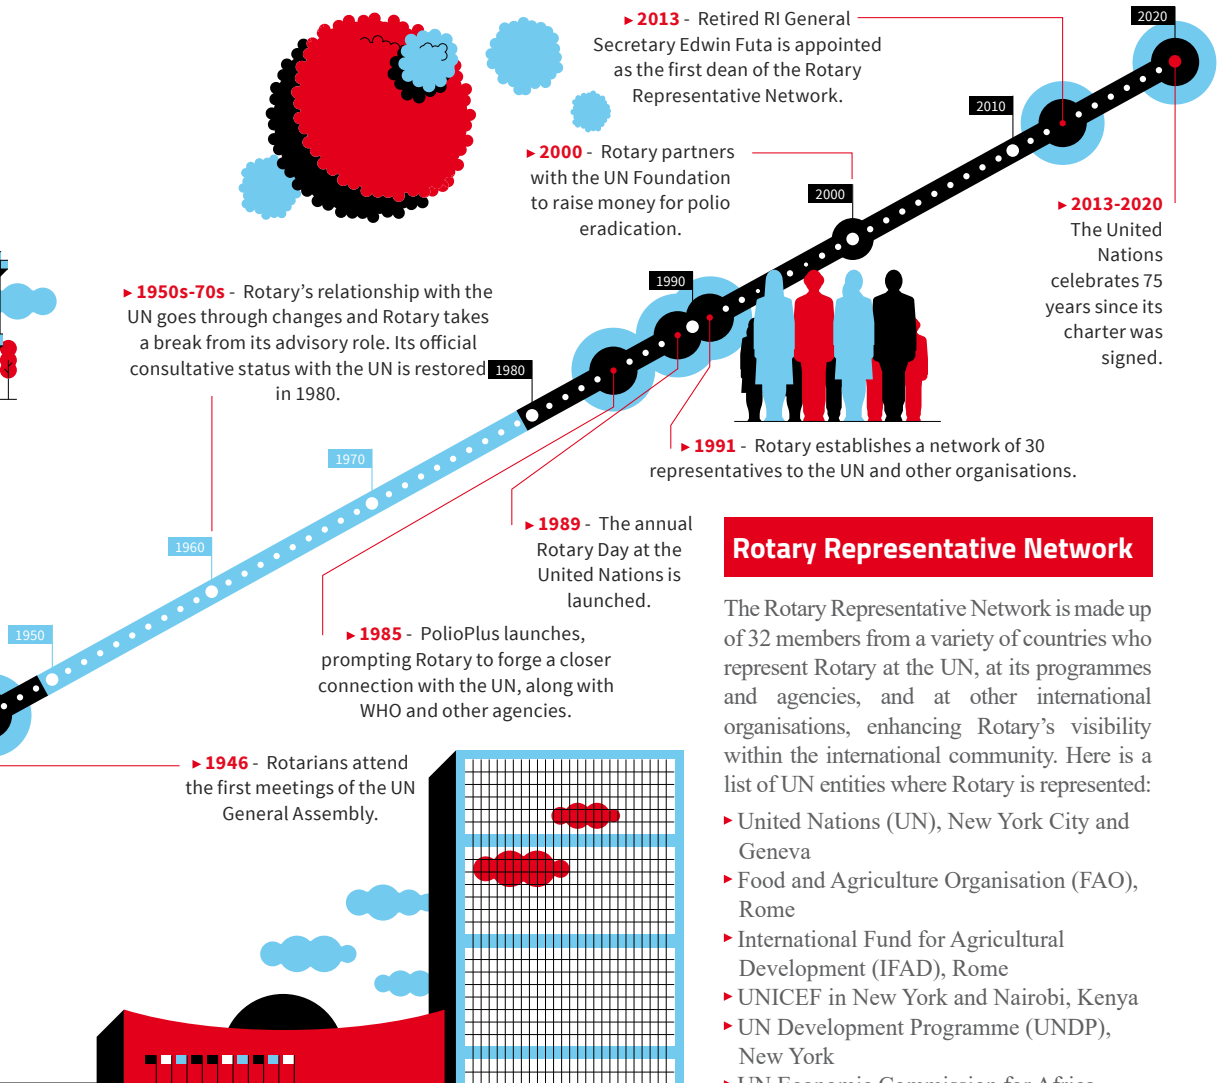 ▸ 2013 - Retired RI General
Secretary Edwin Futa is appointed
as the first dean of the Rotary
Representative Network.
2020
2010
▸ 2000 - Rotary partners
with the UN Foundation
to raise money for polio
eradication.
2000
▸ 2013-2020
The United
Nations
celebrates 75
years since its
charter was
signed.
1990
▸ 1950s-70s - Rotary’s relationship with the
UN goes through changes and Rotary takes
a break from its advisory role. Its official
consultative status with the UN is restored
in 1980.
1980
▸ 1991 - Rotary establishes a network of 30
representatives to the UN and other organisations.
1970
▸ 1989 - The annual
Rotary Day at the
United Nations is
launched.
1960
▸ 1985 - PolioPlus launches,
prompting Rotary to forge a closer
connection with the UN, along with
WHO and other agencies.
1950
▸ 1946 - Rotarians attend
the first meetings of the UN
General Assembly.
Rotary Representative Network
The Rotary Representative Network is made up
of 32 members from a variety of countries who
represent Rotary at the UN, at its programmes
and agencies, and at other international
organisations, enhancing Rotary’s visibility
within the international community. Here is a
list of UN entities where Rotary is represented:
▸ United Nations (UN), New York City and
Geneva
▸ Food and Agriculture Organisation (FAO),
Rome
▸ International Fund for Agricultural
Development (IFAD), Rome
▸ UNICEF in New York and Nairobi, Kenya
▸ UN Development Programme (UNDP),
New York
▸ UN Economic Commission for Africa